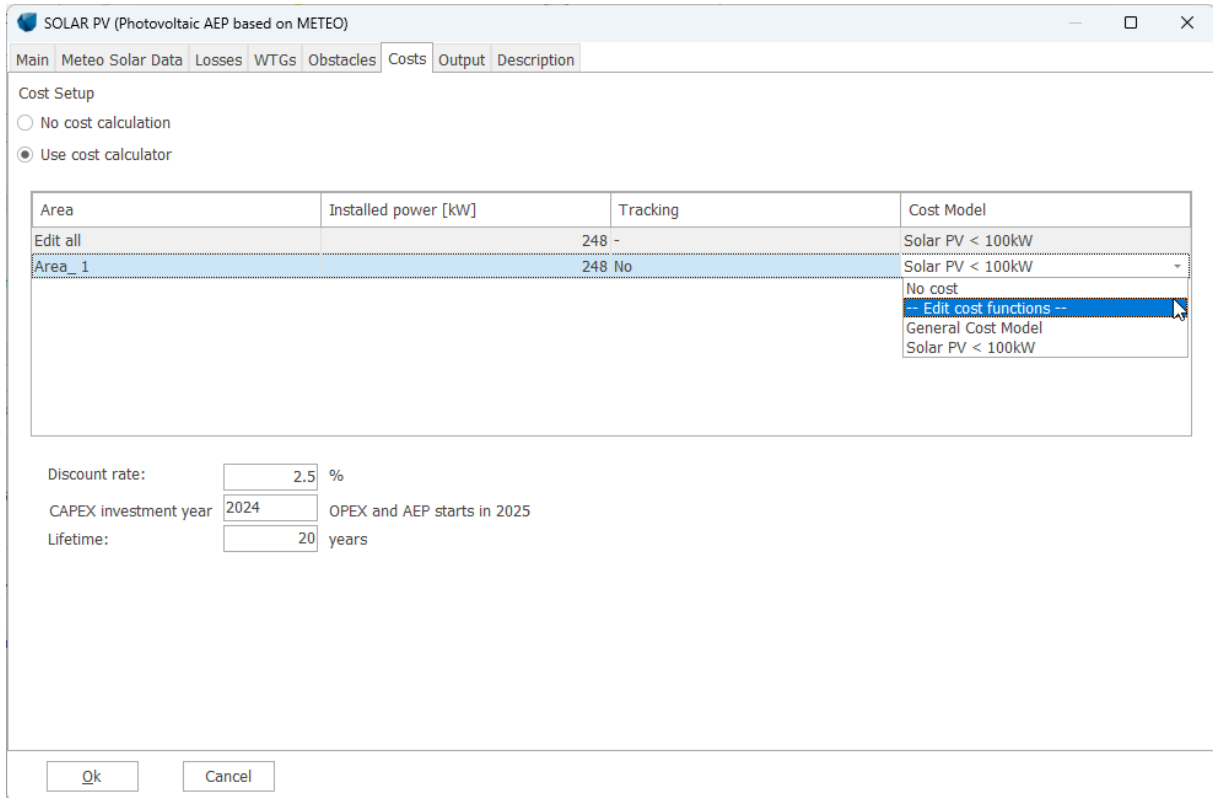 SOLAR PV (Photovoltaic AEP based on METEO)
Main Meteo Solar Data Losses WTGs Obstacles Costs Output Description
Cost Setup
No cost calculation
Use cost calculator
Area Installed power [kW] Tracking Cost Model
Edit all 248 - Solar PV < 100kW
Area_ 1 248 No Solar PV < 100kW
No cost
-- Edit cost functions --
General Cost Model
Solar PV < 100kW
Discount rate: 2.5 %
CAPEX investment year 2024 OPEX and AEP starts in 2025
Lifetime: 20 years
Ok Cancel